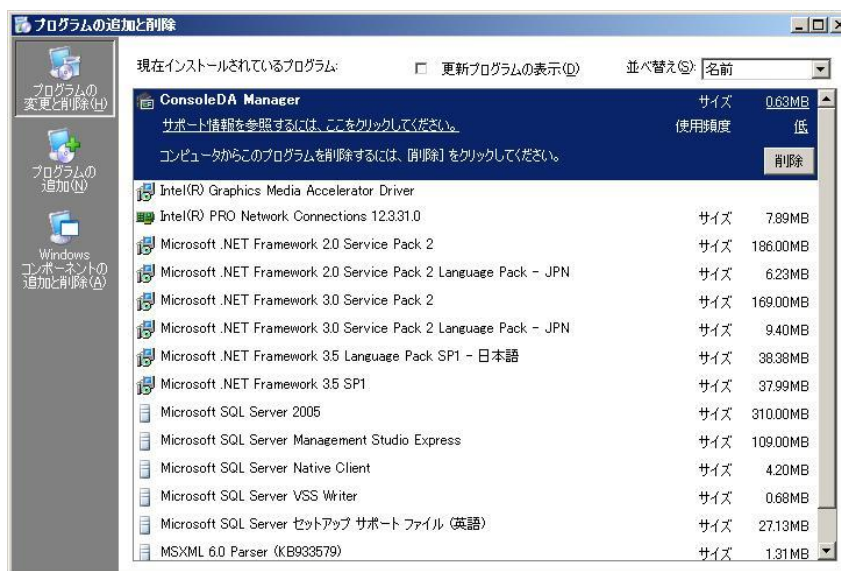 プログラムの追加と削除
プログラムの
変更と削除(H)
プログラムの
追加(N)
Windows
コンポーネントの
追加と削除(A)
現在インストールされているプログラム:
更新プログラムの表示(D)
並べ替え(S): 名前
ConsoleDA Manager サイズ 0.63MB
サポート情報を参照するには、ここをクリックしてください。 使用頻度 低
コンピュータからこのプログラムを削除するには、[削除] をクリックしてください。 削除
Intel(R) Graphics Media Accelerator Driver
Intel(R) PRO Network Connections 12.3.31.0 サイズ 7.89MB
Microsoft .NET Framework 2.0 Service Pack 2 サイズ 186.00MB
Microsoft .NET Framework 2.0 Service Pack 2 Language Pack - JPN サイズ 6.23MB
Microsoft .NET Framework 3.0 Service Pack 2 サイズ 169.00MB
Microsoft .NET Framework 3.0 Service Pack 2 Language Pack - JPN サイズ 9.40MB
Microsoft .NET Framework 3.5 Language Pack SP1 - 日本語 サイズ 38.38MB
Microsoft .NET Framework 3.5 SP1 サイズ 37.99MB
Microsoft SQL Server 2005 サイズ 310.00MB
Microsoft SQL Server Management Studio Express サイズ 109.00MB
Microsoft SQL Server Native Client サイズ 4.20MB
Microsoft SQL Server VSS Writer サイズ 0.68MB
Microsoft SQL Server セットアップ サポート ファイル (英語) サイズ 27.13MB
MSXML 6.0 Parser (KB933579) サイズ 1.31MB